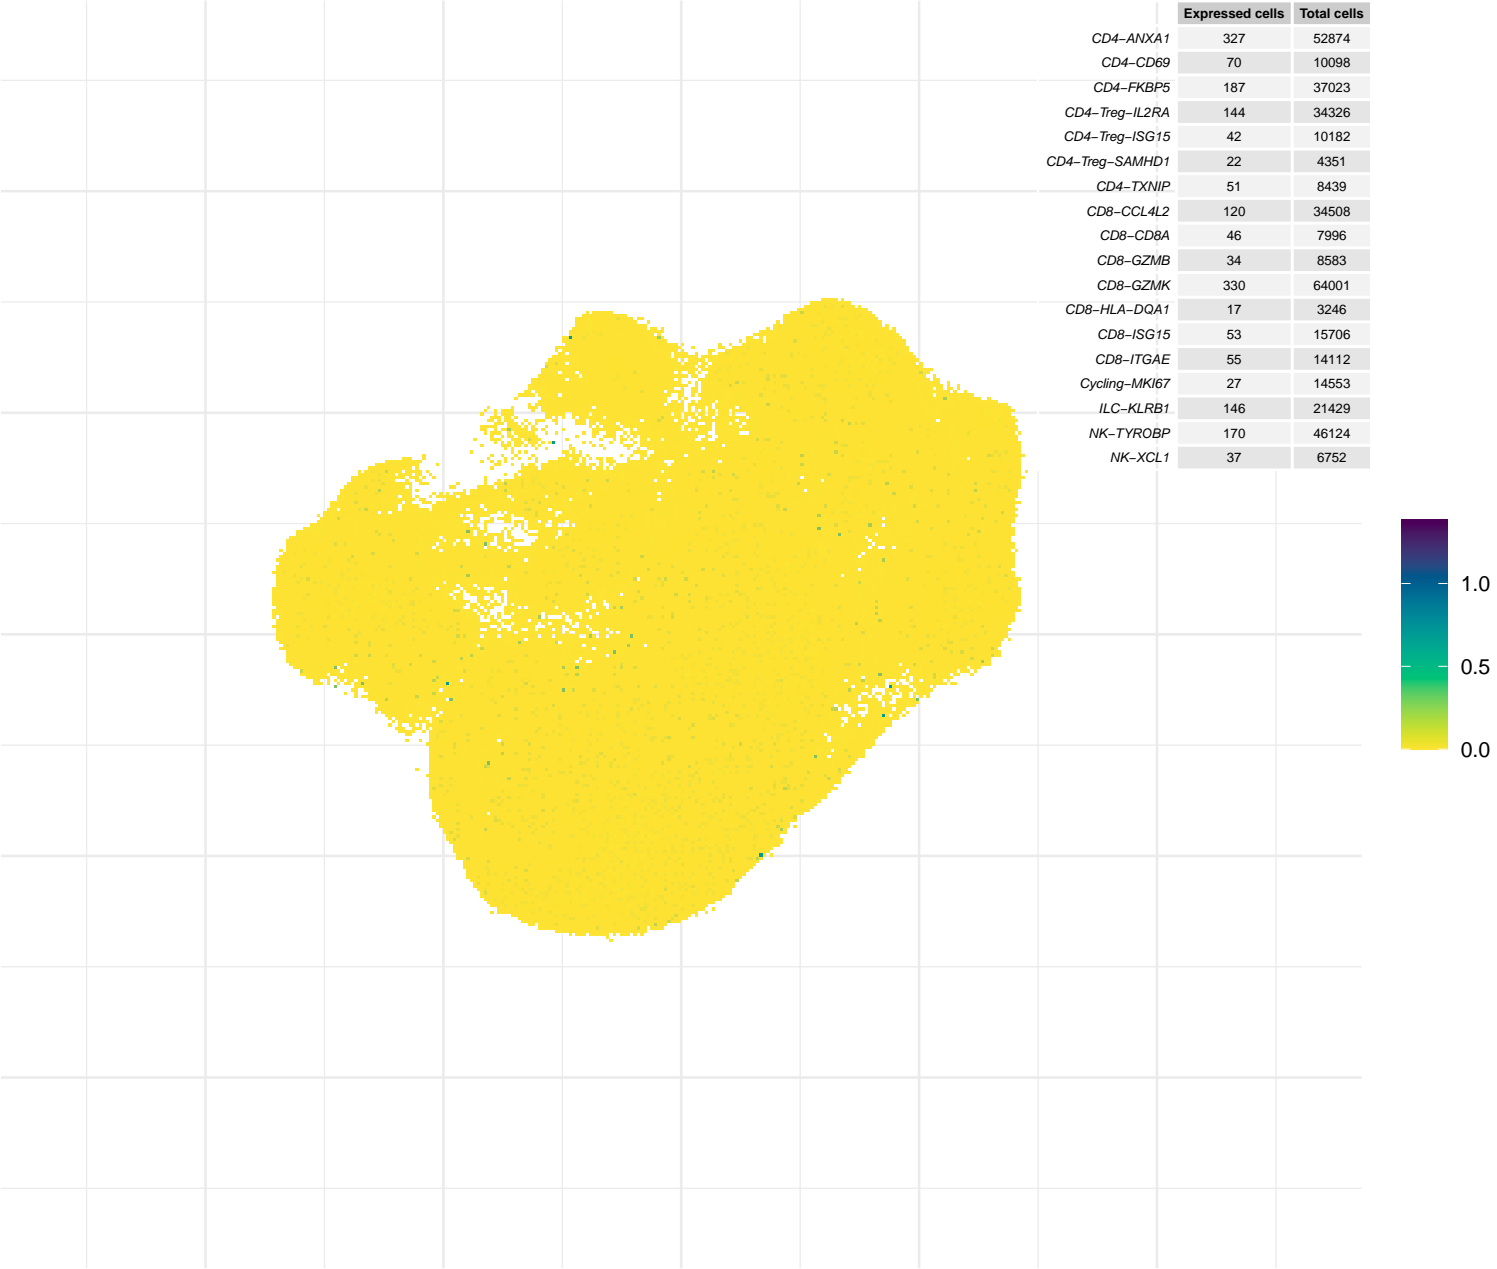 Expressed cells Total cells
CD4−ANXA1 327 52874
CD4−CD69 70 10098
CD4−FKBP5 187 37023
CD4−Treg−IL2RA 144 34326
CD4−Treg−ISG15 42 10182
CD4−Treg−SAMHD1 22 4351
CD4−TXNIP 51 8439
CD8−CCL4L2 120 34508
CD8−CD8A 46 7996
CD8−GZMB 34 8583
CD8−GZMK 330 64001
CD8−HLA−DQA1 17 3246
CD8−ISG15 53 15706
CD8−ITGAE 55 14112
Cycling−MKI67 27 14553
ILC−KLRB1 146 21429
NK−TYROBP 170 46124
NK−XCL1 37 6752
1.0
0.5
0.0